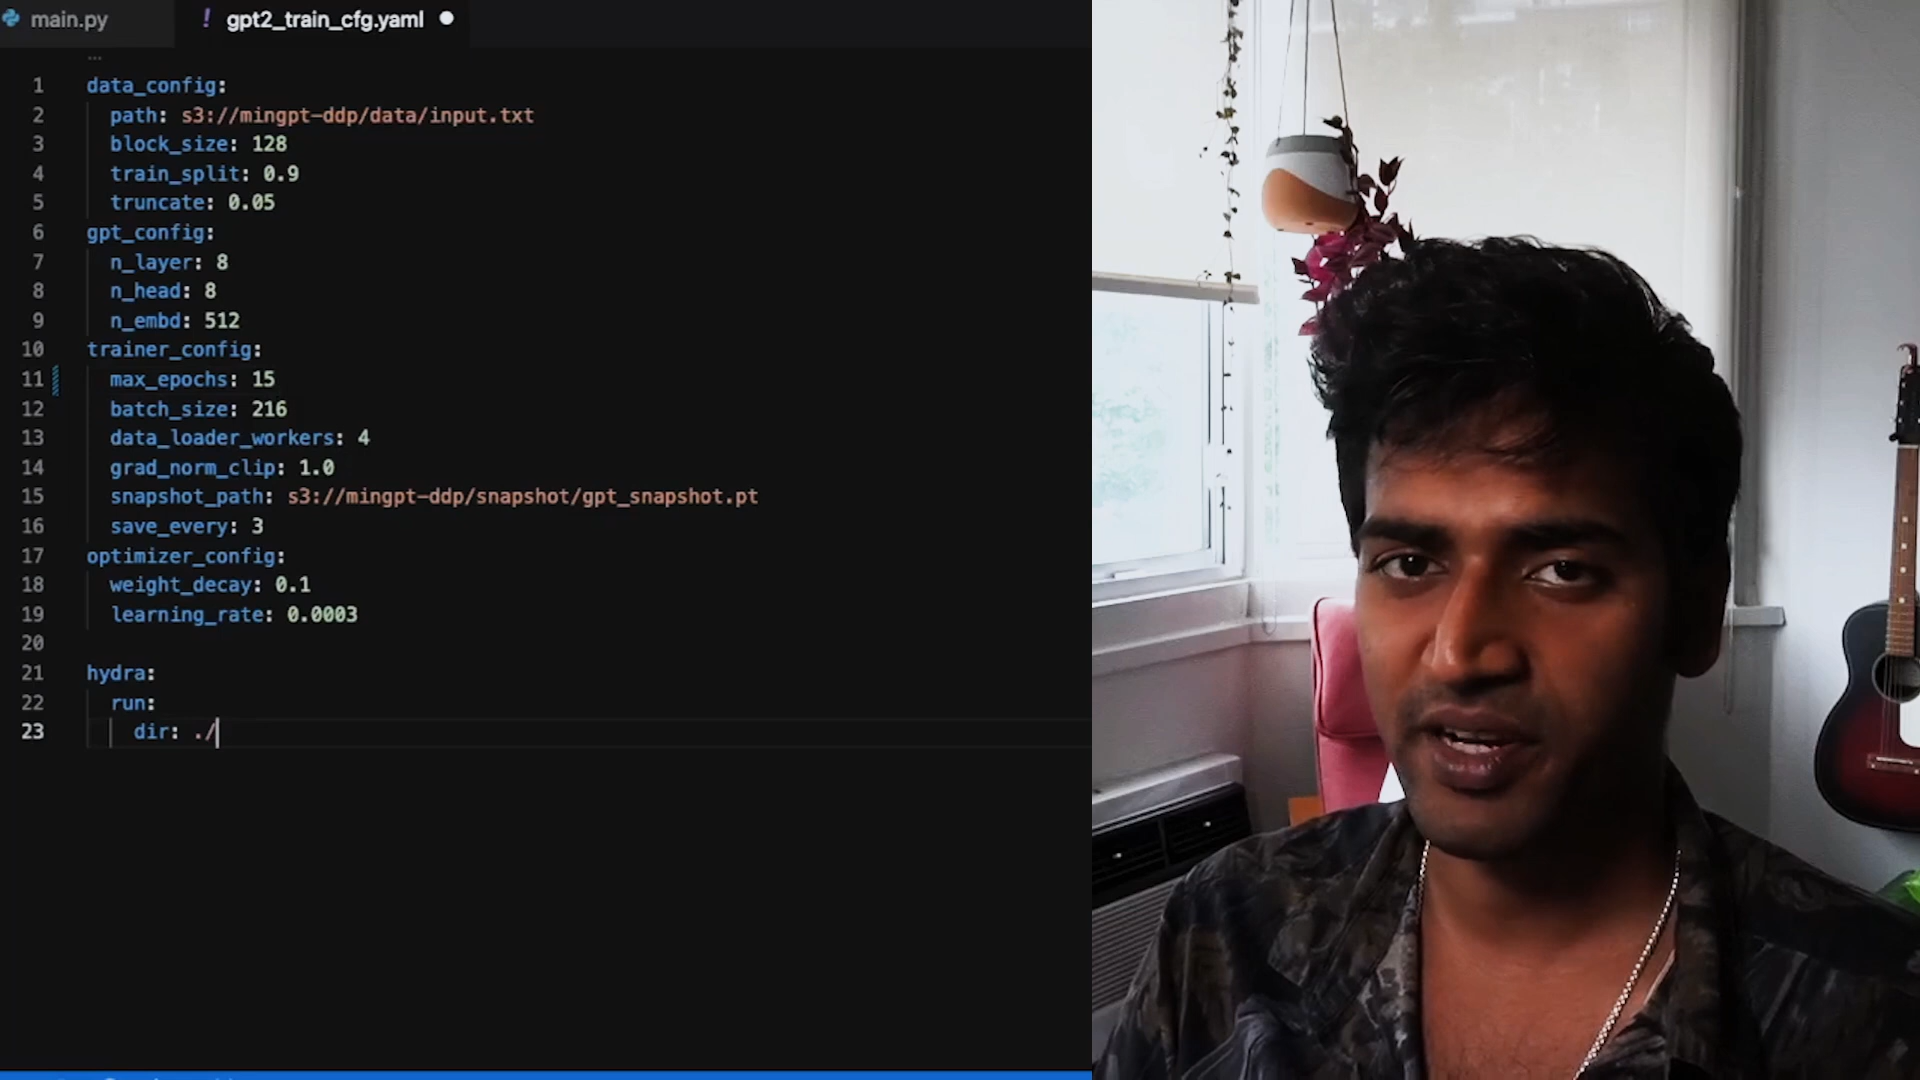 main.py
! gpt2_train_cfg.yaml
...
1 data_config:
2 path: s3://mingpt-ddp/data/input.txt
3 block_size: 128
4 train_split: 0.9
5 truncate: 0.05
6 gpt_config:
7 n_layer: 8
8 n_head: 8
9 n_embd: 512
10 trainer_config:
11 max_epochs: 15
12 batch_size: 216
13 data_loader_workers: 4
14 grad_norm_clip: 1.0
15 snapshot_path: s3://mingpt-ddp/snapshot/gpt_snapshot.pt
16 save_every: 3
17 optimizer_config:
18 weight_decay: 0.1
19 learning_rate: 0.0003
20
21 hydra:
22 run:
23 dir: ./